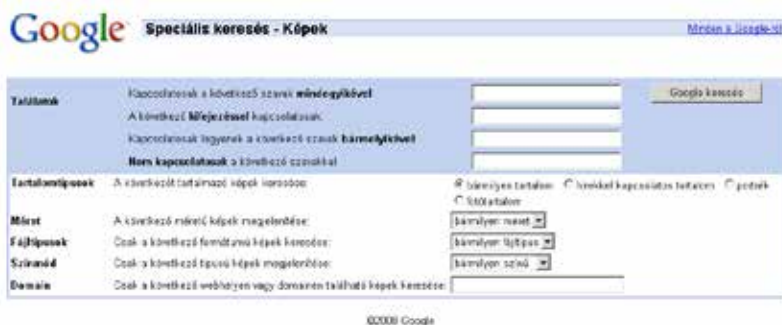 Google Speciális keresés - Képek Minden a Google-ról
Találatok Kapcsolatosak a következő szavak mindegyikével Google keresés
A következő kifejezéssel kapcsolatosak
Kapcsolatosak legyenek a következő szavak bármelyikével
Nem kapcsolatosak a következő szavakkal
Tartalomtípusok A következőt tartalmazó képek keresése: bármilyen tartalom hírekkel kapcsolatos tartalom portrék
fotótartalom
Méret A következő méretű képek megjelenítése: bármilyen méret
Fájltípusok Csak a következő formátumú képek keresése: bármilyen fájltípus
Színmód Csak a következő típusú képek megjelenítése: bármilyen színű
Domain Csak a következő webhelyen vagy domainen található képek keresése:
©2008 Google